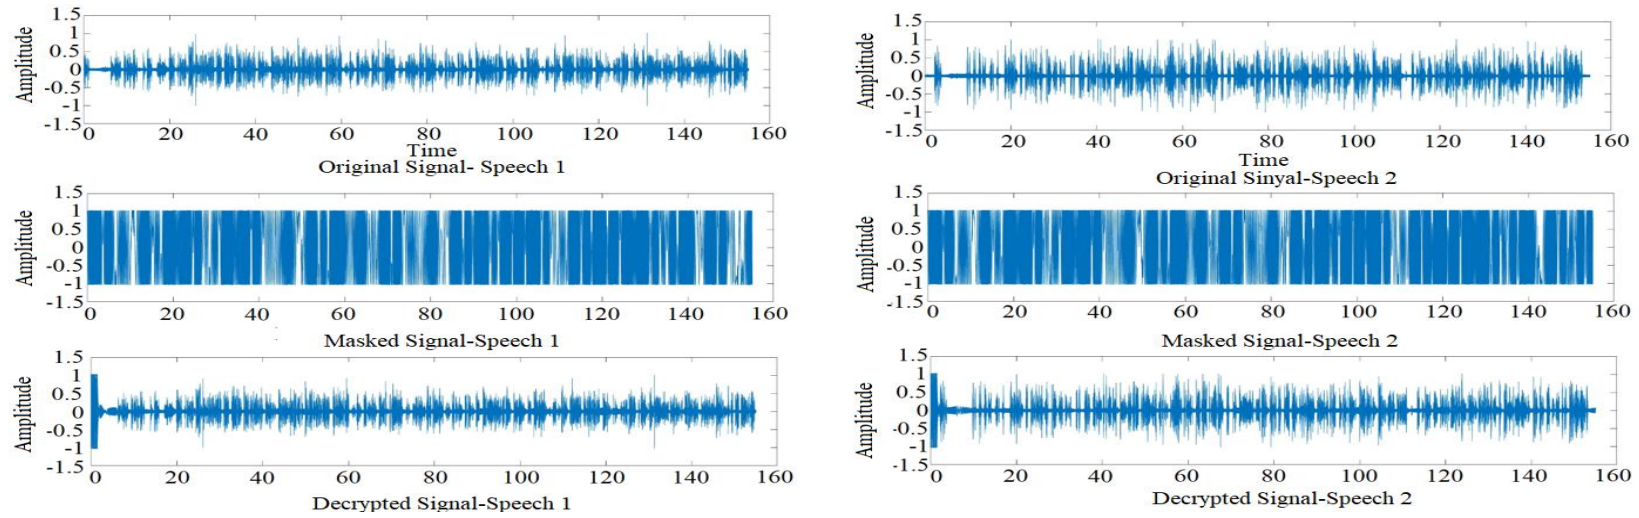 1.5
1
0.5
0
-0.5
-1
-1.5
Amplitude
0 20 40 60 80 100 120 140 160
Time
Original Signal- Speech 1
1.5
1
0.5
0
-0.5
-1
-1.5
Amplitude
0 20 40 60 80 100 120 140 160
Time
Original Sinyal-Speech 2
1.5
1
0.5
0
-0.5
-1
-1.5
Amplitude
0 20 40 60 80 100 120 140 160
Masked Signal-Speech 1
1.5
1
0.5
0
-0.5
-1
-1.5
Amplitude
0 20 40 60 80 100 120 140 160
Masked Signal-Speech 2
1.5
1
0.5
0
-0.5
-1
-1.5
Amplitude
0 20 40 60 80 100 120 140 160
Decrypted Signal-Speech 1
1.5
1
0.5
0
-0.5
-1
-1.5
Amplitude
0 20 40 60 80 100 120 140 160
Decrypted Signal-Speech 2